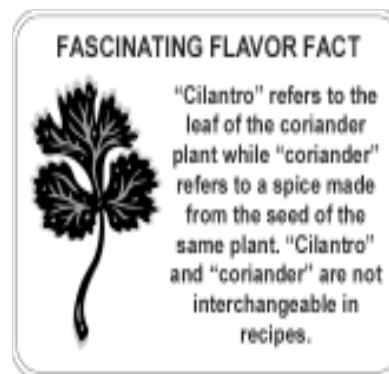 FASCINATING FLAVOR FACT
“Cilantro” refers to the
leaf of the coriander
plant while “coriander”
refers to a spice made
from the seed of the
same plant. “Cilantro”
and “coriander” are not
interchangeable in
recipes.